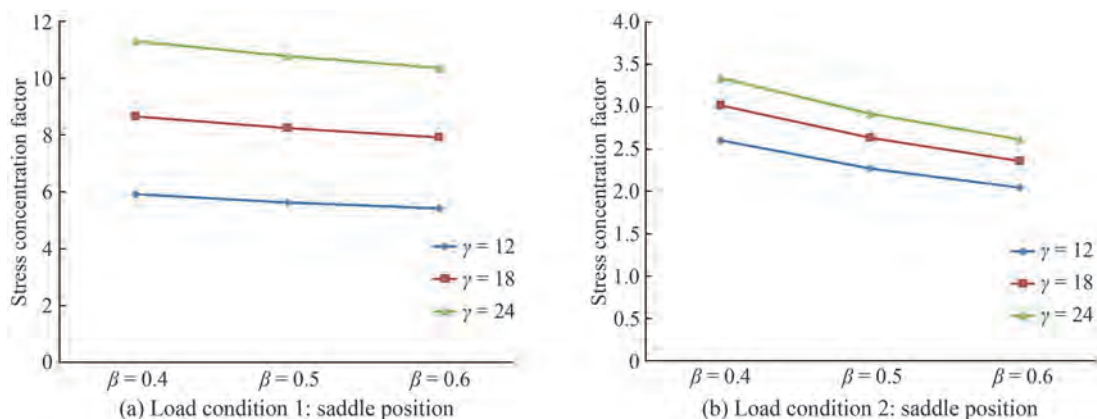 12
10
8
6
4
2
0
Stress concentration factor
γ = 12
γ = 18
γ = 24
β = 0.4 β = 0.5 β = 0.6
(a) Load condition 1: saddle position
4.0
3.5
3.0
2.5
2.0
1.5
1.0
0.5
0
Stress concentration factor
γ = 12
γ = 18
γ = 24
β = 0.4 β = 0.5 β = 0.6
(b) Load condition 2: saddle position